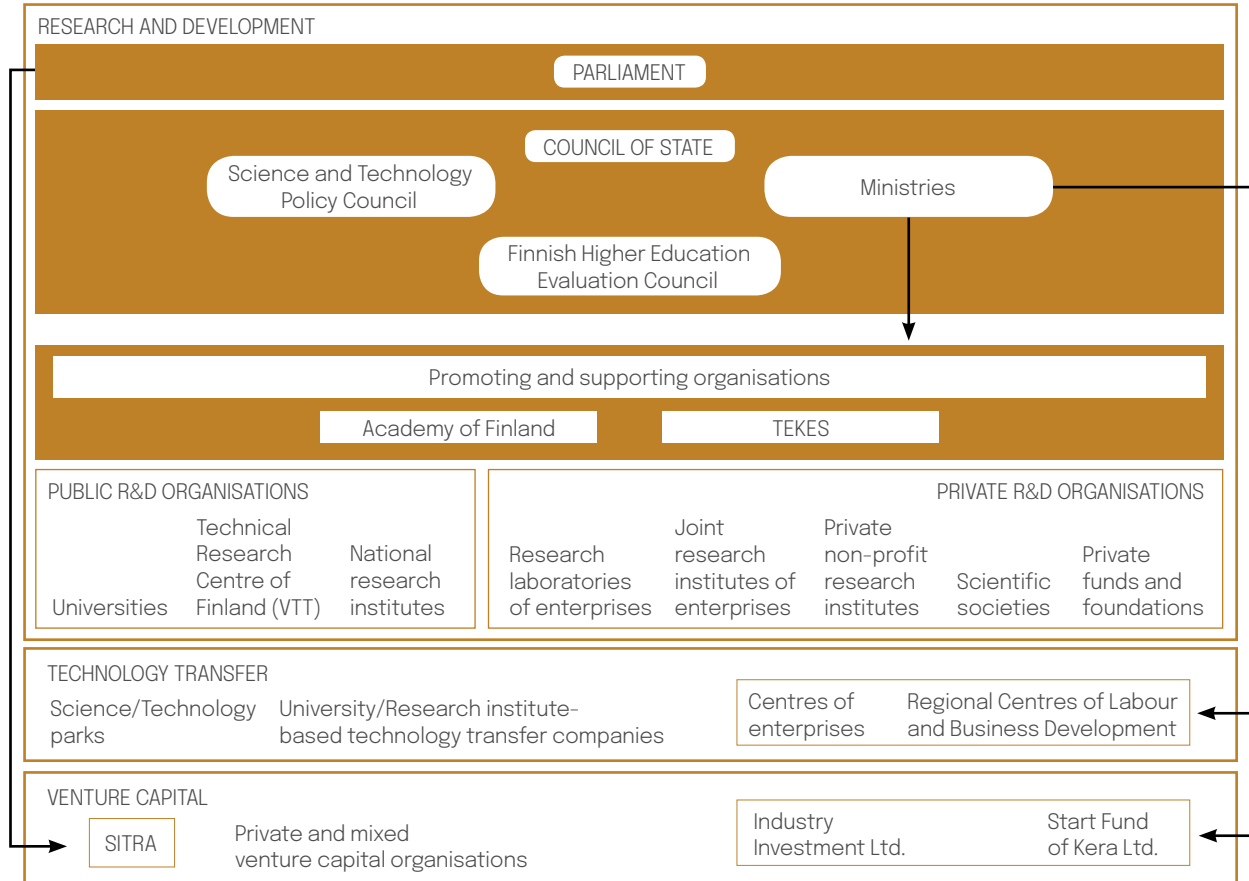 RESEARCH AND DEVELOPMENT
PARLIAMENT
COUNCIL OF STATE
Science and Technology
Policy Council
Ministries
Finnish Higher Education
Evaluation Council
Promoting and supporting organisations
Academy of Finland
TEKES
PUBLIC R&D ORGANISATIONS
Universities
Technical
Research
Centre of
Finland (VTT)
National
research
institutes
PRIVATE R&D ORGANISATIONS
Research
laboratories
of enterprises
Joint
research
institutes of
enterprises
Private
non-profit
research
institutes
Scientific
societies
Private
funds and
foundations
TECHNOLOGY TRANSFER
Science/Technology
parks
University/Research institute-
based technology transfer companies
Centres of
enterprises
Regional Centres of Labour
and Business Development
VENTURE CAPITAL
SITRA
Private and mixed
venture capital organisations
Industry
Investment Ltd.
Start Fund
of Kera Ltd.